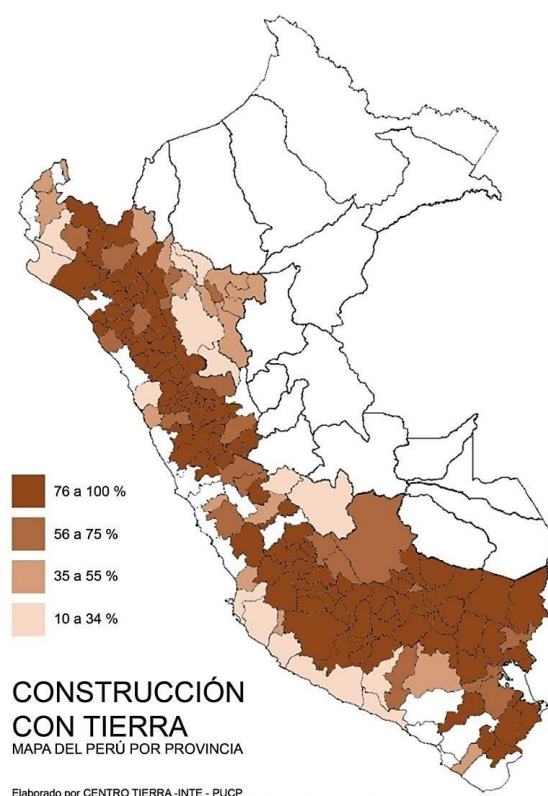 76 a 100 %
56 a 75 %
35 a 55 %
10 a 34 %
CONSTRUCCIÓN
CON TIERRA
MAPA DEL PERÚ POR PROVINCIA
Elaborado por CENTRO TIERRA -INTE - PUCP